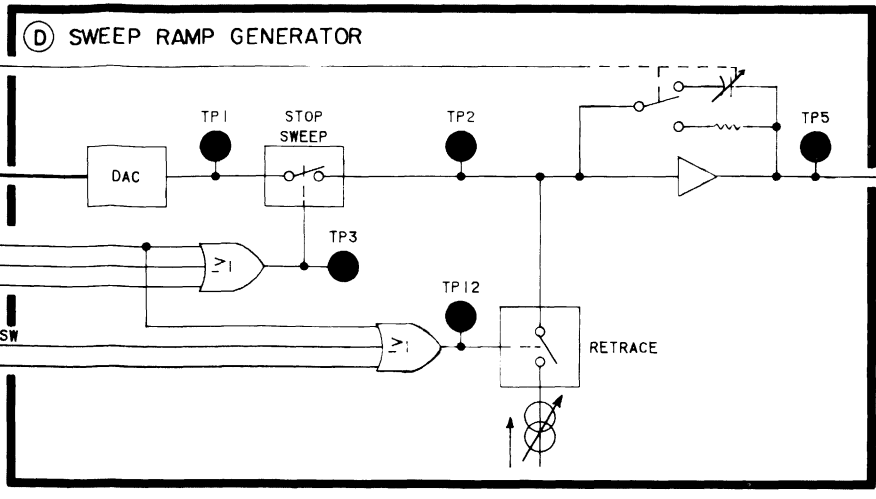 D SWEEP RAMP GENERATOR
TP1
STOP
SWEEP
TP2
TP5
DAC
TP3
≥1
TP12
SW
≥1
RETRACE